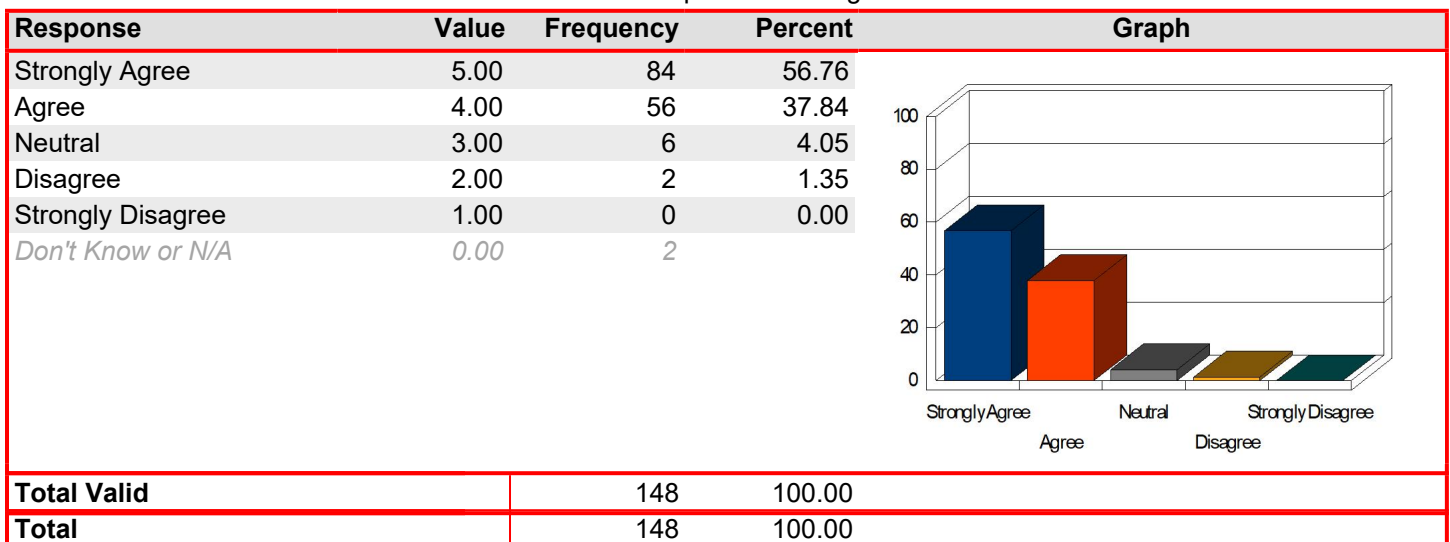 Response Value Frequency Percent Graph
Strongly Agree 5.00 84 56.76
Agree 4.00 56 37.84
Neutral 3.00 6 4.05
Disagree 2.00 2 1.35
Strongly Disagree 1.00 0 0.00
Don't Know or N/A 0.00 2
100
80
60
40
20
0
Strongly Agree Neutral Strongly Disagree
Agree Disagree
Total Valid 148 100.00
Total 148 100.00